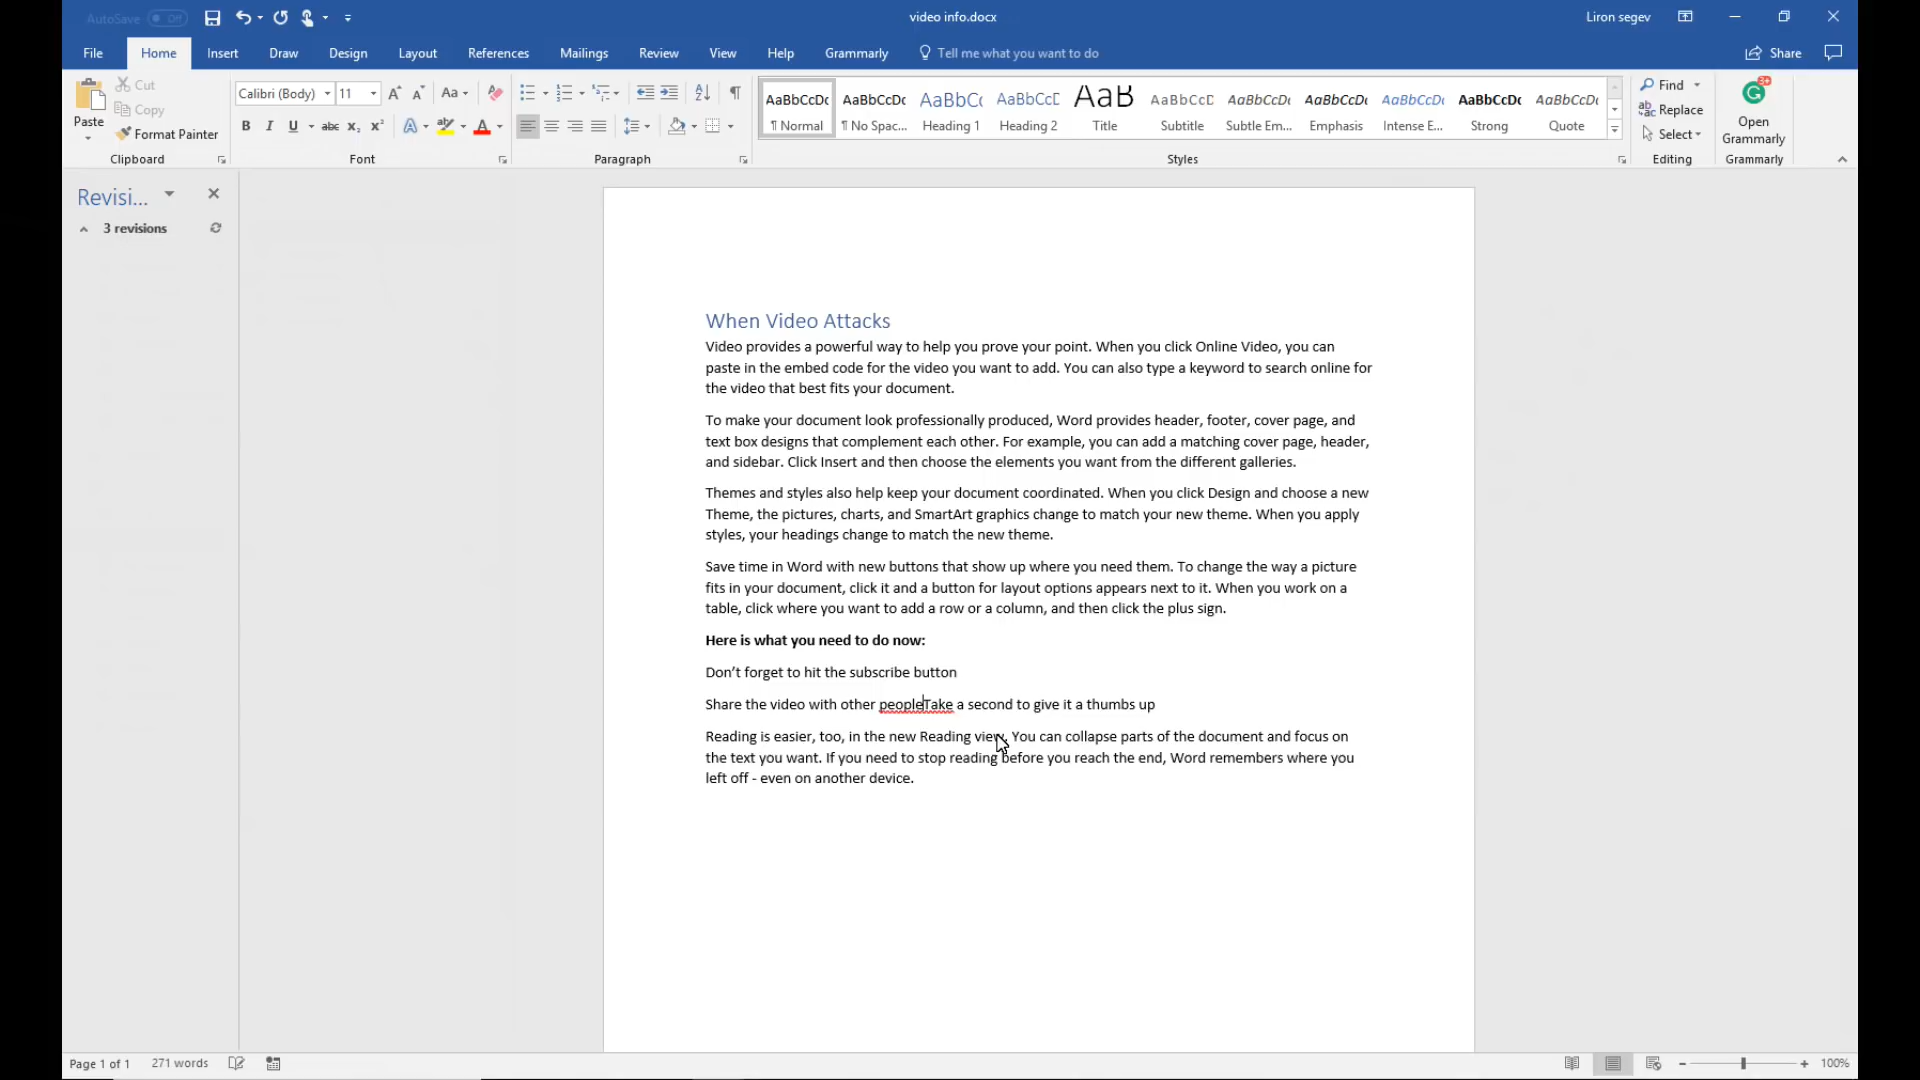 AutoSave Off
video info.docx
Liron segev
File Home Insert Draw Design Layout References Mailings Review View Help Grammarly Tell me what you want to do Share
Paste
Cut
Copy
Format Painter
Clipboard
Calibri (Body) 11
Aa
B I U abc x₂ x² A ab A
Font
Paragraph
AaBbCcDc AaBbCcDc AaBbCc AaBbCcD AaB AaBbCcD AaBbCcDc AaBbCcDc AaBbCcDc AaBbCcDc AaBbCcDc
¶ Normal ¶ No Spac... Heading 1 Heading 2 Title Subtitle Subtle Em... Emphasis Intense E... Strong Quote
Styles
Find
Replace
Select
Editing
3+
Open
Grammarly
Grammarly
Revisi...
3 revisions
When Video Attacks
Video provides a powerful way to help you prove your point. When you click Online Video, you can
paste in the embed code for the video you want to add. You can also type a keyword to search online for
the video that best fits your document.
To make your document look professionally produced, Word provides header, footer, cover page, and
text box designs that complement each other. For example, you can add a matching cover page, header,
and sidebar. Click Insert and then choose the elements you want from the different galleries.
Themes and styles also help keep your document coordinated. When you click Design and choose a new
Theme, the pictures, charts, and SmartArt graphics change to match your new theme. When you apply
styles, your headings change to match the new theme.
Save time in Word with new buttons that show up where you need them. To change the way a picture
fits in your document, click it and a button for layout options appears next to it. When you work on a
table, click where you want to add a row or a column, and then click the plus sign.
Here is what you need to do now:
Don’t forget to hit the subscribe button
Share the video with other peopleTake a second to give it a thumbs up
Reading is easier, too, in the new Reading view. You can collapse parts of the document and focus on
the text you want. If you need to stop reading before you reach the end, Word remembers where you
left off - even on another device.
Page 1 of 1 271 words
100%